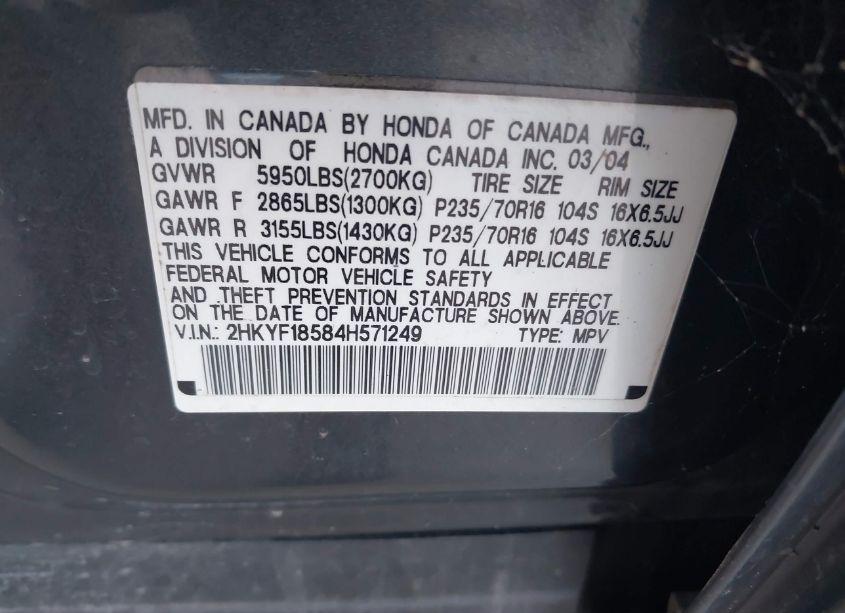 MFD. IN CANADA BY HONDA OF CANADA MFG.,
A DIVISION OF HONDA CANADA INC. 03/04
GVWR 5950LBS(2700KG) TIRE SIZE RIM SIZE
GAWR F 2865LBS(1300KG) P235/70R16 104S 16X6.5JJ
GAWR R 3155LBS(1430KG) P235/70R16 104S 16X6.5JJ
THIS VEHICLE CONFORMS TO ALL APPLICABLE
FEDERAL MOTOR VEHICLE SAFETY
AND THEFT PREVENTION STANDARDS IN EFFECT
ON THE DATE OF MANUFACTURE SHOWN ABOVE.
V.I.N.: 2HKYF18584H571249 TYPE: MPV